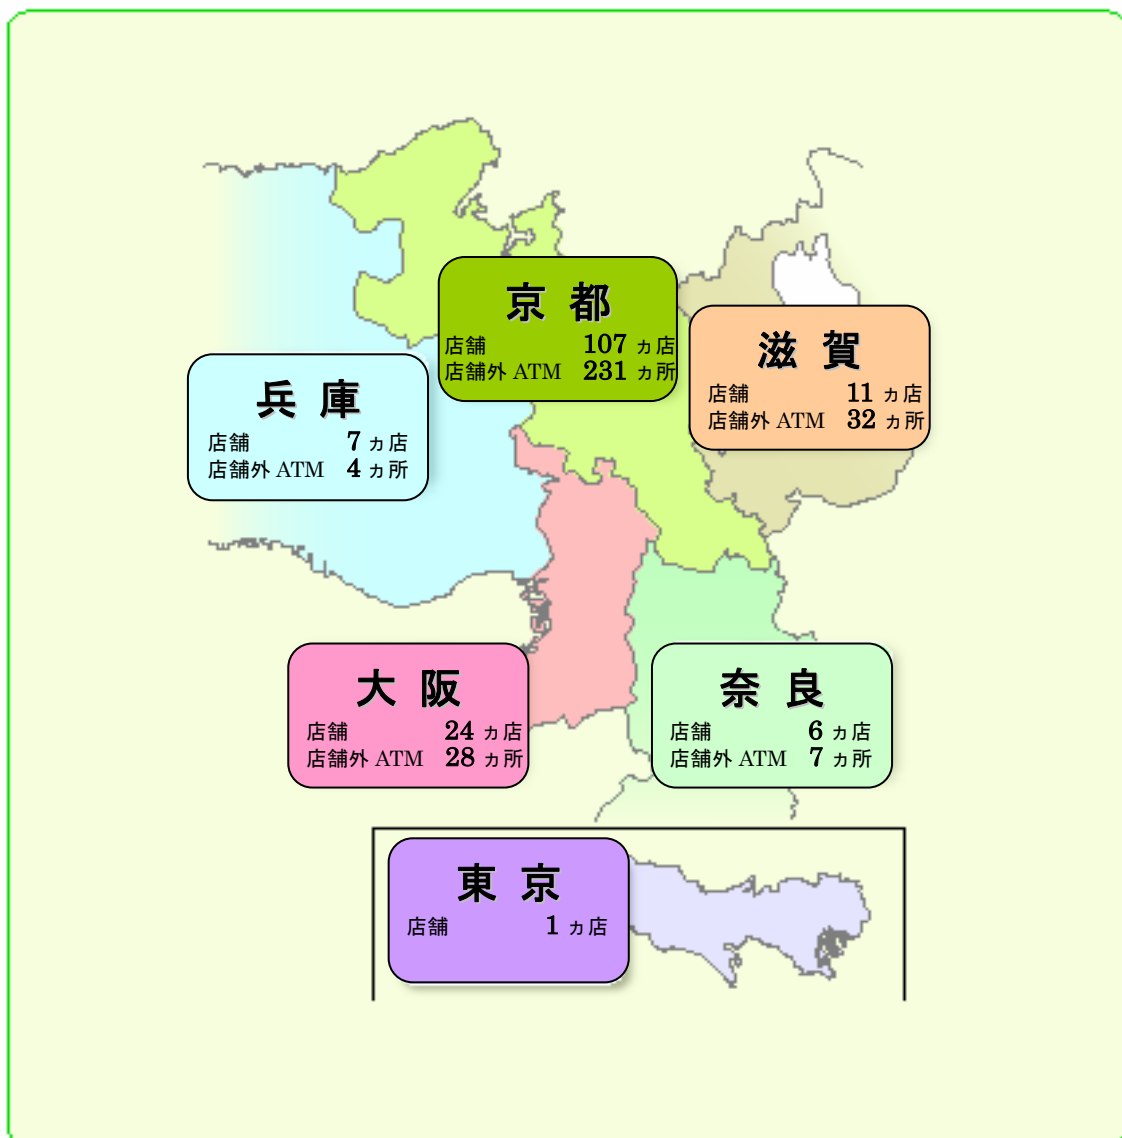 京都
店舗 107 ヵ店
店舗外 ATM 231 ヵ所
滋賀
店舗 11 ヵ店
店舗外 ATM 32 ヵ所
兵庫
店舗 7 ヵ店
店舗外 ATM 4 ヵ所
大阪
店舗 24 ヵ店
店舗外 ATM 28 ヵ所
奈良
店舗 6 ヵ店
店舗外 ATM 7 ヵ所
東京
店舗 1 ヵ店